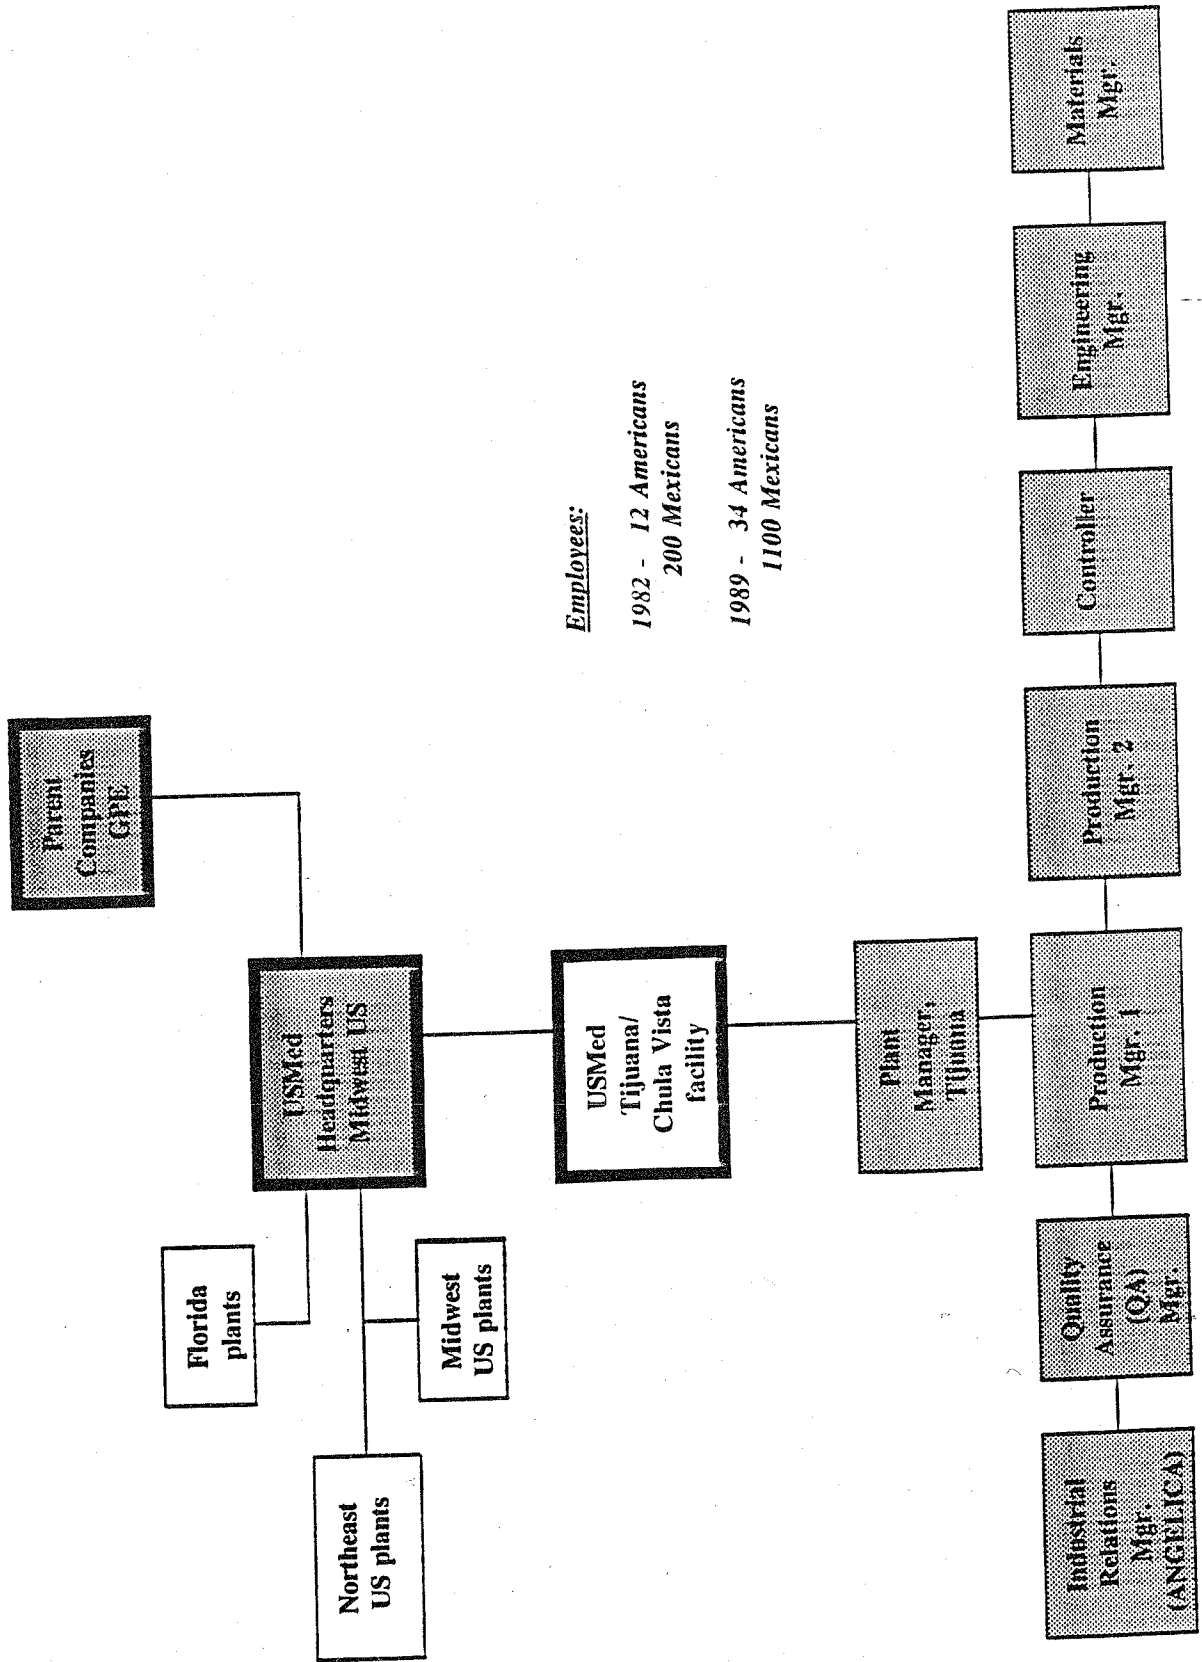 Parent
Companies
GPE
USMed
Headquarters
Midwest US
Florida
plants
Northeast
US plants
Midwest
US plants
USMed
Tijuana/
Chula Vista
facility
Employees:
1982 - 12 Americans
200 Mexicans
1989 - 34 Americans
1100 Mexicans
Plant
Manager,
Tijuana
Industrial
Relations
Mgr.
(ANGELICA)
Quality
Assurance
(QA)
Mgr.
Production
Mgr. 1
Production
Mgr. 2
Controller
Engineering
Mgr.
Materials
Mgr.